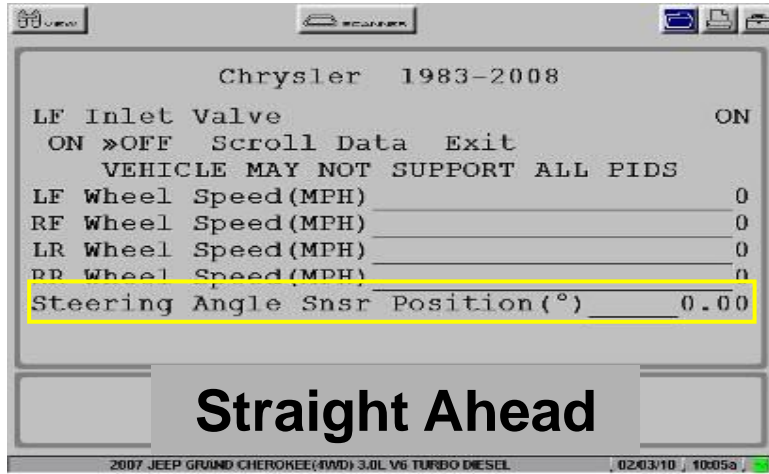 VIEW SCANNER
Chrysler 1983-2008
LF Inlet Valve ON
ON »OFF Scroll Data Exit
VEHICLE MAY NOT SUPPORT ALL PIDS
LF Wheel Speed(MPH) 0
RF Wheel Speed(MPH) 0
LR Wheel Speed(MPH) 0
RR Wheel Speed(MPH) 0
Steering Angle Snsr Position(°) 0.00
Straight Ahead
2007 JEEP GRAND CHEROKEE(4WD) 3.0L V6 TURBO DIESEL 02/03/10 10:05a